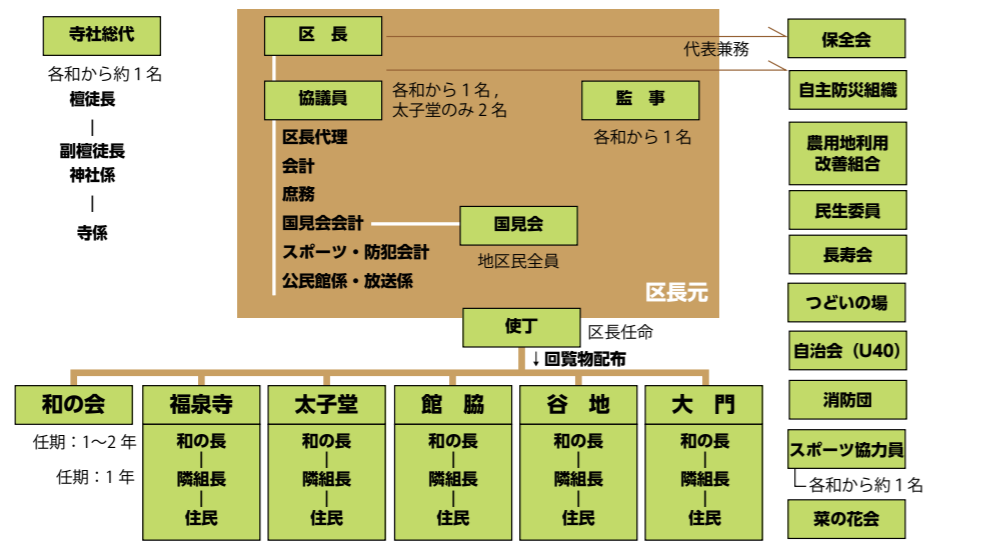 寺社総代
各和から約１名
檀徒長
副檀徒長
神社係
寺係
区　長
協議員
各和から１名，
太子堂のみ２名
区長代理
会計
庶務
国見会会計
スポーツ・防犯会計
公民館係・放送係
監　事
各和から１名
国見会
地区民全員
区長元
代表兼務
使丁
区長任命
↓回覧物配布
和の会
任期：1〜2 年
任期：1 年
福泉寺
和の長
隣組長
住民
太子堂
和の長
隣組長
住民
館　脇
和の長
隣組長
住民
谷　地
和の長
隣組長
住民
大　門
和の長
隣組長
住民
保全会
自主防災組織
農用地利用
改善組合
民生委員
長寿会
つどいの場
自治会（U40）
消防団
スポーツ協力員
各和から約１名
菜の花会